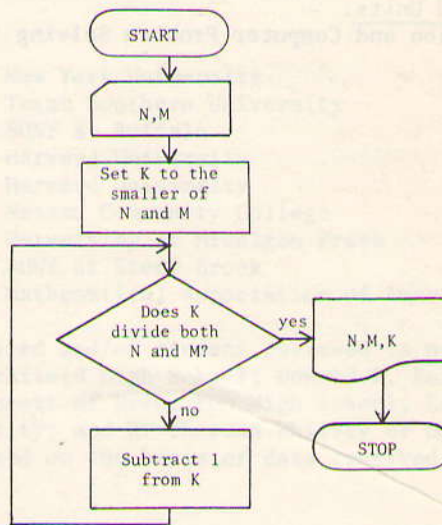 START
N,M
Set K to the
smaller of
N and M
Does K
divide both
N and M?
yes
N,M,K
no
STOP
Subtract 1
from K